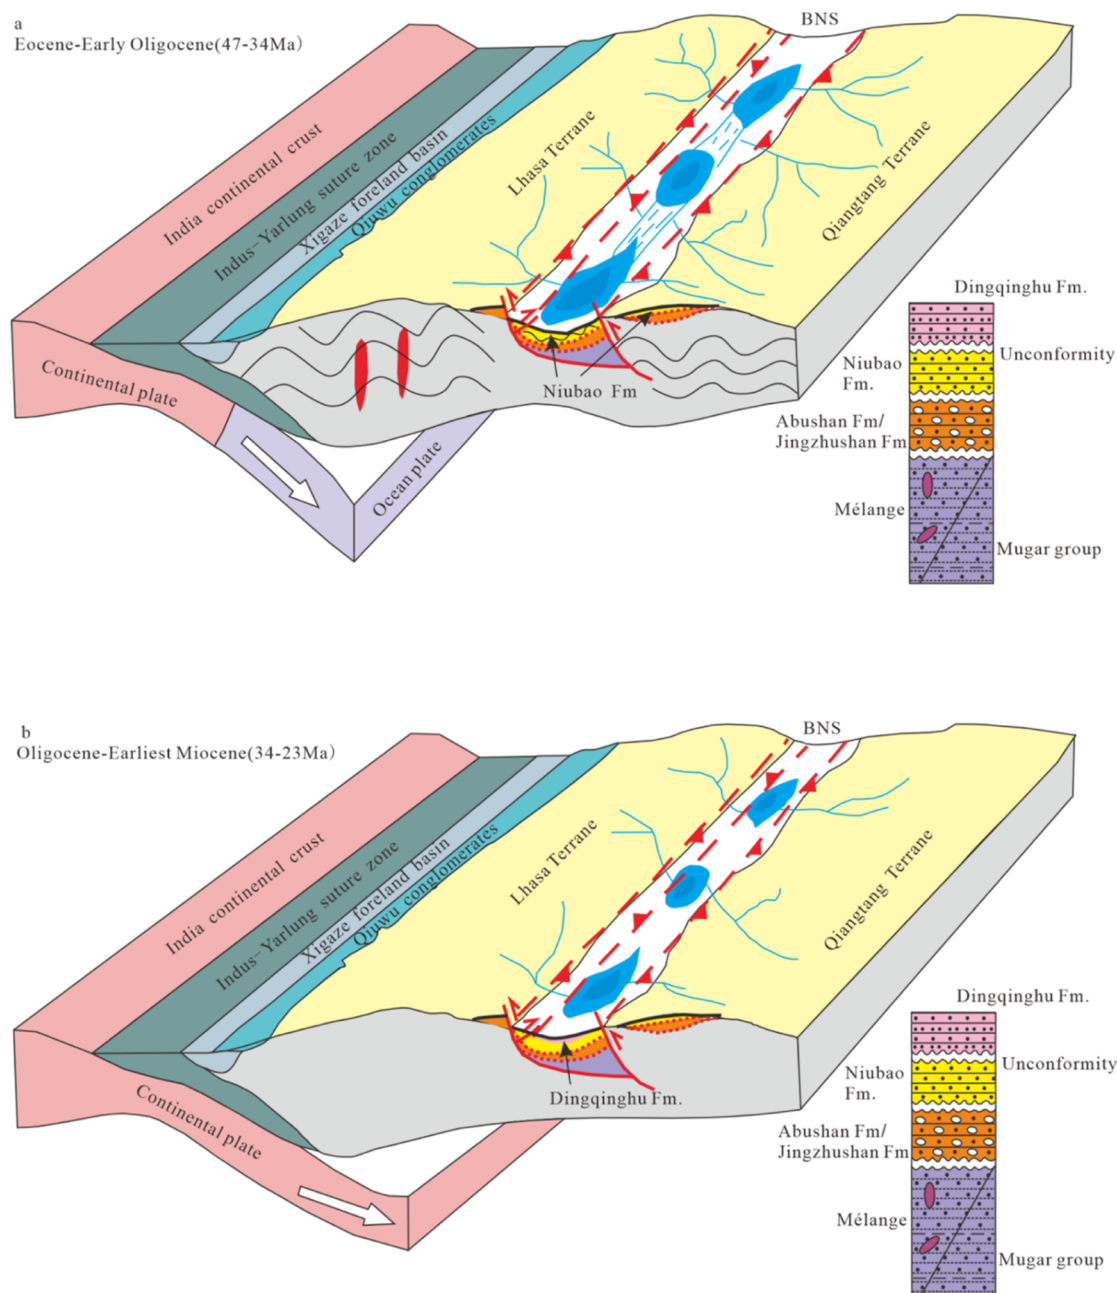 a
Eocene-Early Oligocene(47-34Ma)
BNS
India continental crust
Indus-Yarlung suture zone
Xigaze foreland basin
Qiuwu conglomerates
Lhasa Terrane
Qiangtang Terrane
Continental plate
Ocean plate
Niubao Fm
Dingqinghu Fm.
Unconformity
Niubao
Fm.
Abushan Fm/
Jingzhushan Fm
Mélange
Mugar group
b
Oligocene-Earliest Miocene(34-23Ma)
BNS
India continental crust
Indus-Yarlung suture zone
Xigaze foreland basin
Qiuwu conglomerates
Lhasa Terrane
Qiangtang Terrane
Continental plate
Dingqinghu Fm.
Dingqinghu Fm.
Unconformity
Niubao
Fm.
Abushan Fm/
Jingzhushan Fm
Mélange
Mugar group